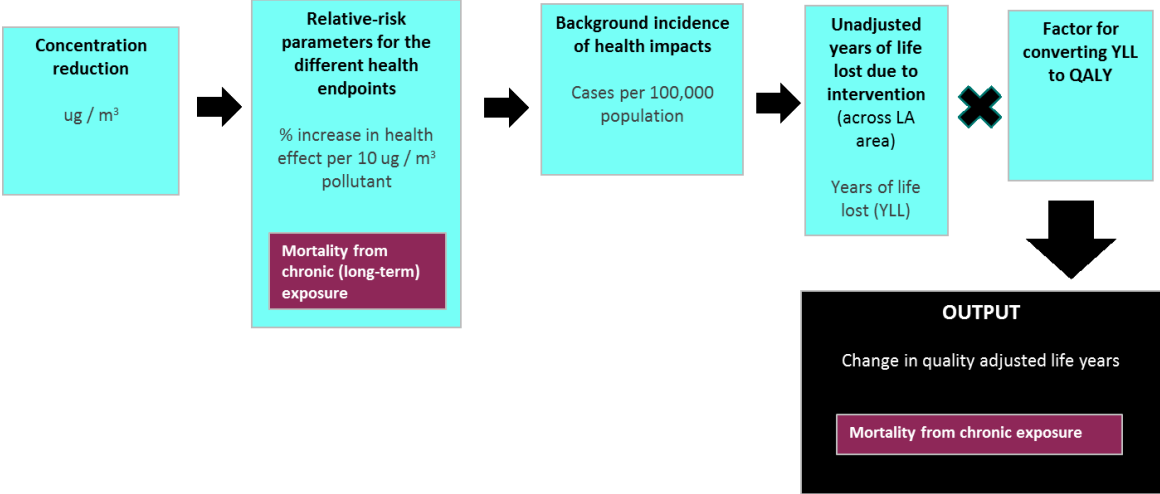 Concentration
reduction
ug / m³
Relative-risk
parameters for the
different health
endpoints
% increase in health
effect per 10 ug / m³
pollutant
Mortality from
chronic (long-term)
exposure
Background incidence
of health impacts
Cases per 100,000
population
Unadjusted
years of life
lost due to
intervention
(across LA
area)
Years of life
lost (YLL)
Factor for
converting YLL
to QALY
OUTPUT
Change in quality adjusted life years
Mortality from chronic exposure